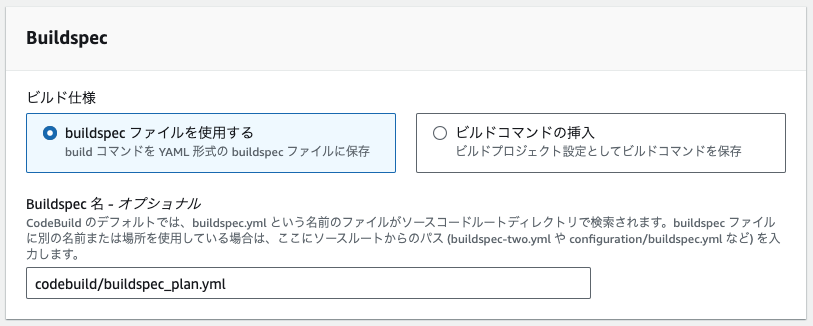 Buildspec
ビルド仕様
buildspec ファイルを使用する
build コマンドを YAML 形式の buildspec ファイルに保存
ビルドコマンドの挿入
ビルドプロジェクト設定としてビルドコマンドを保存
Buildspec 名 - オプショナル
CodeBuild のデフォルトでは、buildspec.yml という名前のファイルがソースコードルートディレクトリで検索されます。buildspec ファイル
に別の名前または場所を使用している場合は、ここにソースルートからのパス (buildspec-two.yml や configuration/buildspec.yml など) を入
力します。
codebuild/buildspec_plan.yml